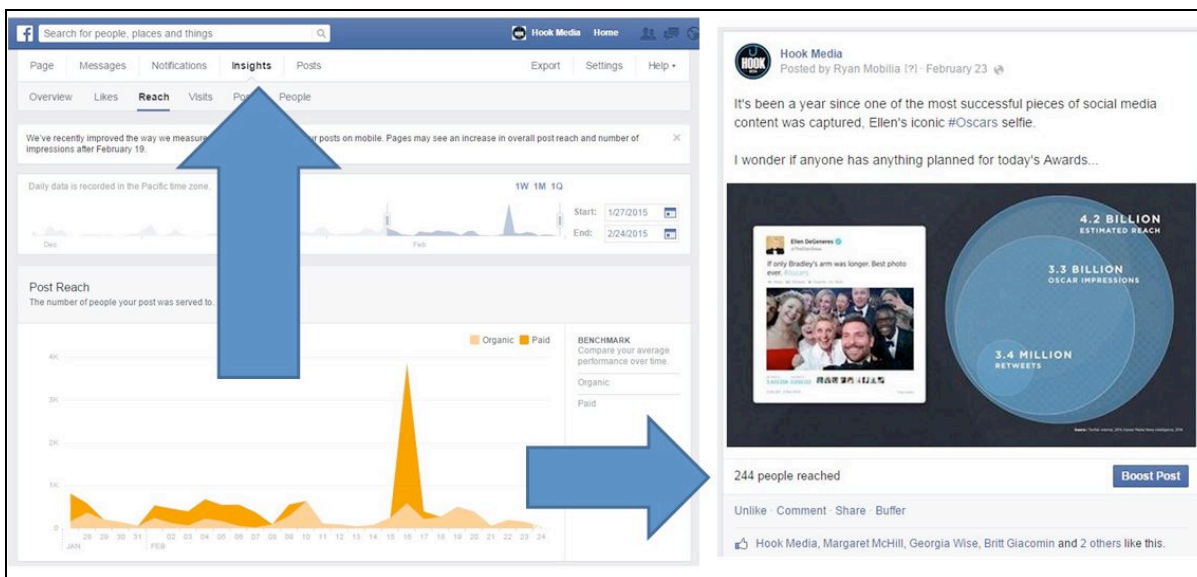 Search for people, places and things
Hook Media Home
Page Messages Notifications Insights Posts Export Settings Help
Overview Likes Reach Visits People
We've recently improved the way we measure posts on mobile. Pages may see an increase in overall post reach and number of
impressions after February 19.
Daily data is recorded in the Pacific time zone.
1W 1M 1Q
Start: 1/27/2015
End: 2/24/2015
Dec Feb
Post Reach
The number of people your post was served to.
Organic Paid
BENCHMARK
Compare your average
performance over time.
Organic
Paid
4K
3K
2K
1K
0
28 29 30 31 02 03 04 05 06 07 08 09 10 11 12 13 14 15 16 17 18 19 20 21 22 23 24
JAN FEB
HOOK
Hook Media
Posted by Ryan Mobilia [?] · February 23
It's been a year since one of the most successful pieces of social media
content was captured, Ellen's iconic #Oscars selfie.
I wonder if anyone has anything planned for today's Awards...
Ellen DeGeneres
@TheEllenShow
If only Bradley's arm was longer. Best photo
ever. #oscars
4.2 BILLION
ESTIMATED REACH
3.3 BILLION
OSCAR IMPRESSIONS
3.4 MILLION
RETWEETS
244 people reached
Boost Post
Unlike · Comment · Share · Buffer
Hook Media, Margaret McHill, Georgia Wise, Britt Giacomin and 2 others like this.